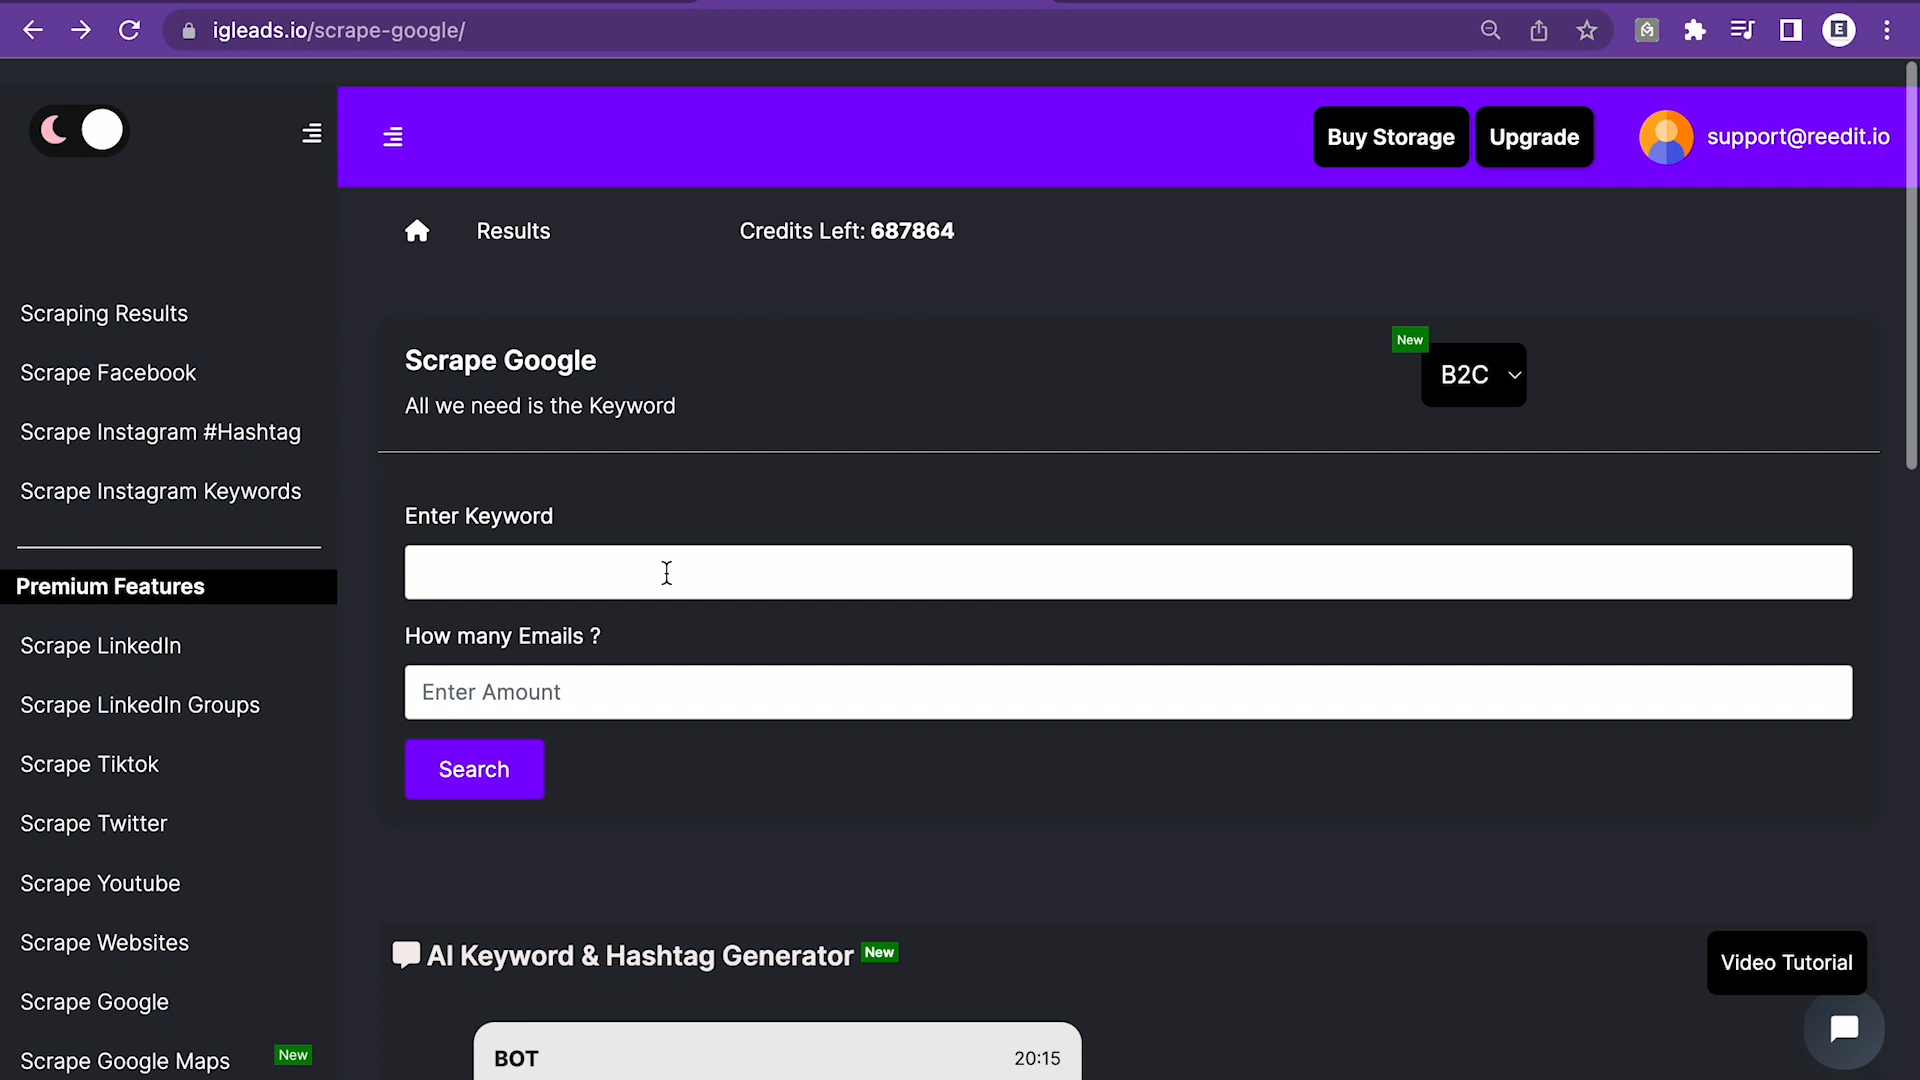 igleads.io/scrape-google/
E
Buy Storage
Upgrade
support@reedit.io
Results
Credits Left: 687864
Scraping Results
Scrape Facebook
Scrape Instagram #Hashtag
Scrape Instagram Keywords
Premium Features
Scrape LinkedIn
Scrape LinkedIn Groups
Scrape Tiktok
Scrape Twitter
Scrape Youtube
Scrape Websites
Scrape Google
Scrape Google Maps New
Scrape Google
New
B2C
All we need is the Keyword
Enter Keyword
How many Emails ?
Enter Amount
Search
AI Keyword & Hashtag Generator New
Video Tutorial
BOT 20:15